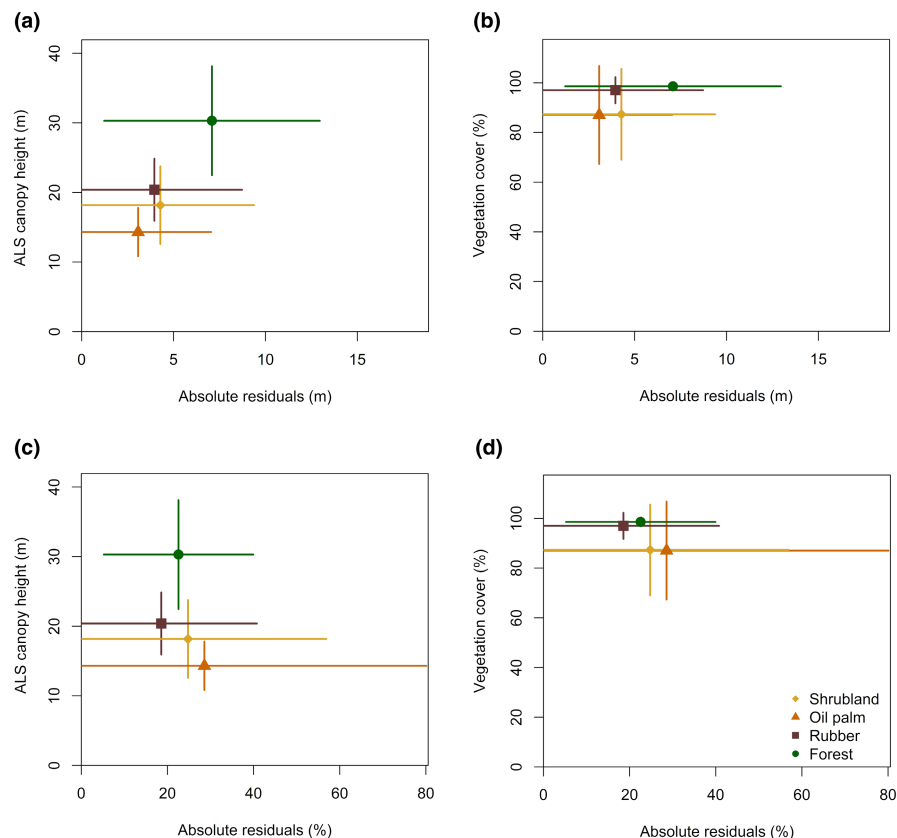 (a)
ALS canopy height (m)
0
10
20
30
40
0 5 10 15
Absolute residuals (m)
(b)
Vegetation cover (%)
0
20
40
60
80
100
0 5 10 15
Absolute residuals (m)
(c)
ALS canopy height (m)
0
10
20
30
40
0 20 40 60 80
Absolute residuals (%)
(d)
Vegetation cover (%)
0
20
40
60
80
100
0 20 40 60 80
Absolute residuals (%)
Shrubland
Oil palm
Rubber
Forest